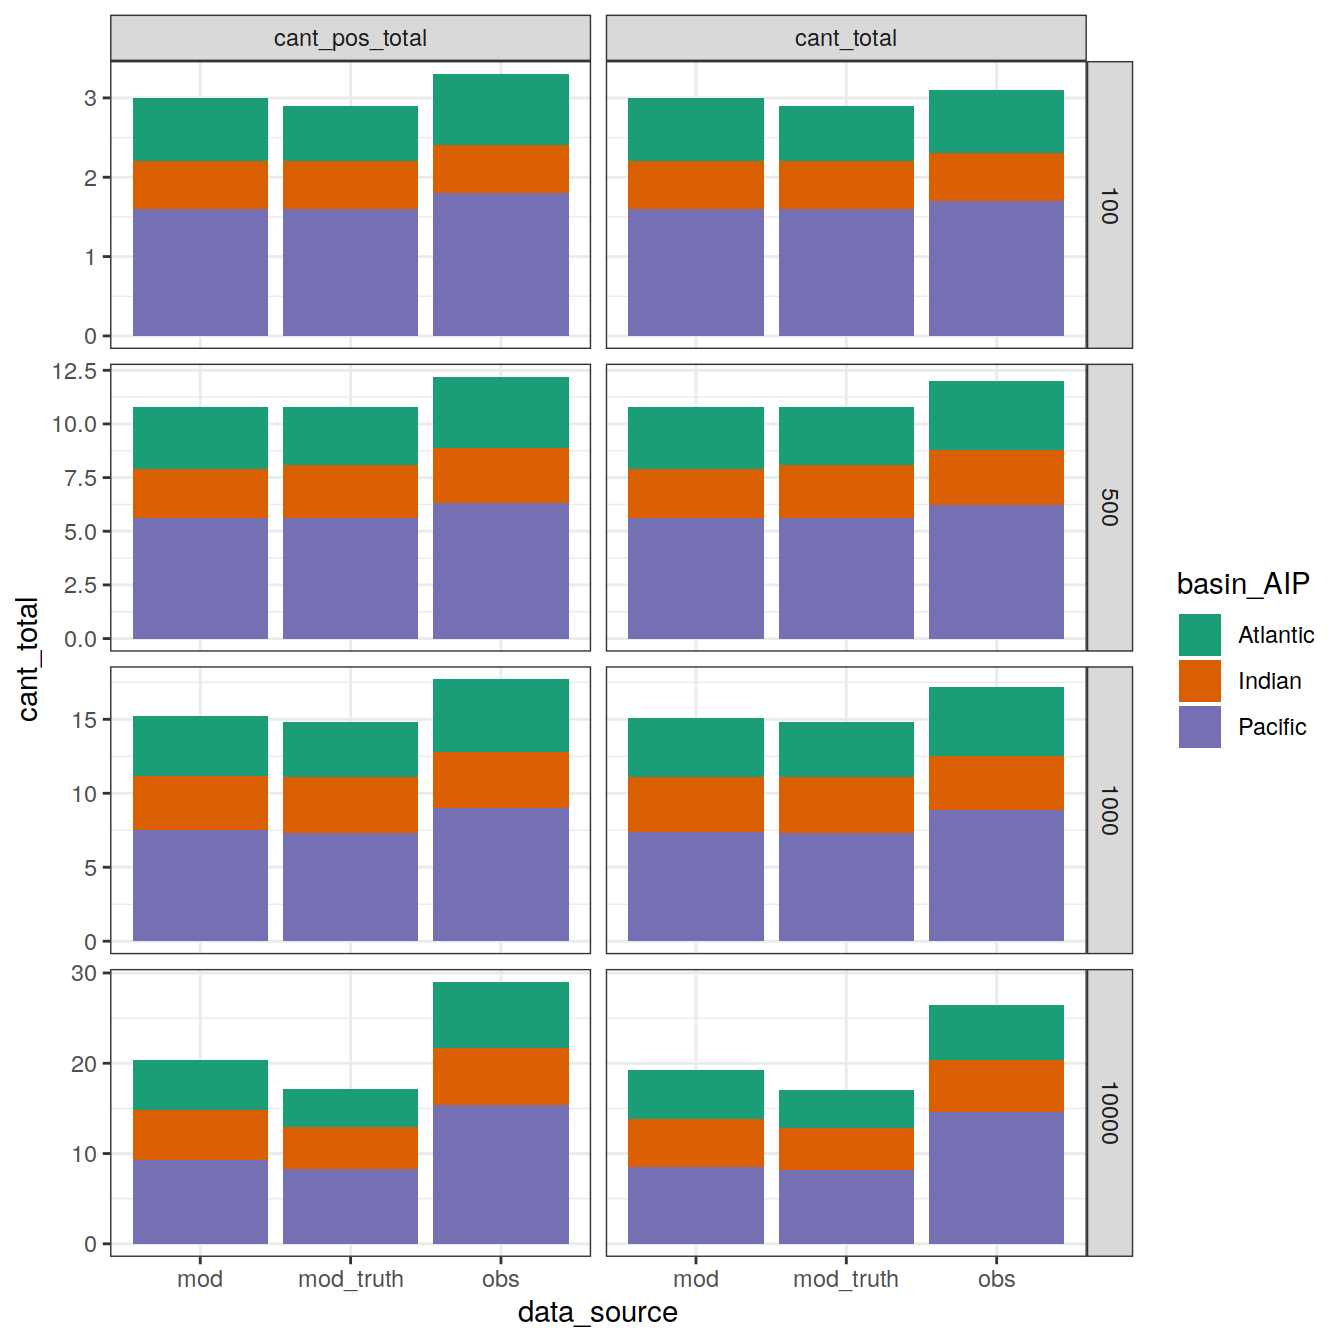 cant_pos_total
cant_total
3
2
1
0
100
12.5
10.0
7.5
5.0
2.5
0.0
500
15
10
5
0
1000
30
20
10
0
10000
mod
mod_truth
obs
mod
mod_truth
obs
data_source
cant_total
basin_AIP
Atlantic
Indian
Pacific